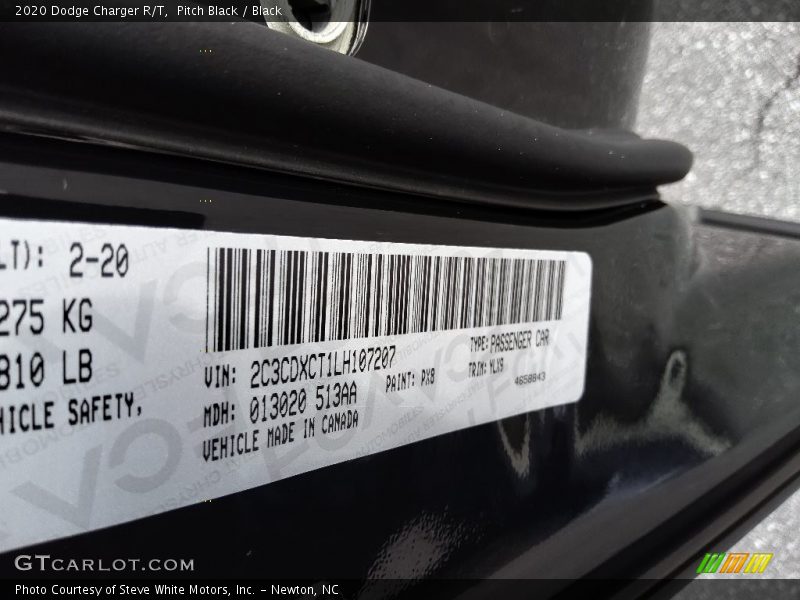 2020 Dodge Charger R/T, Pitch Black / Black
LT): 2-20
275 KG
810 LB
HICLE SAFETY,
VIN: 2C3CDXCT1LH107207
TYPE: PASSENGER CAR
MDH: 013020 513AA
PAINT: PX8
TRIM: MLX9
4658843
VEHICLE MADE IN CANADA
GTCARLOT.COM
Photo Courtesy of Steve White Motors, Inc. – Newton, NC